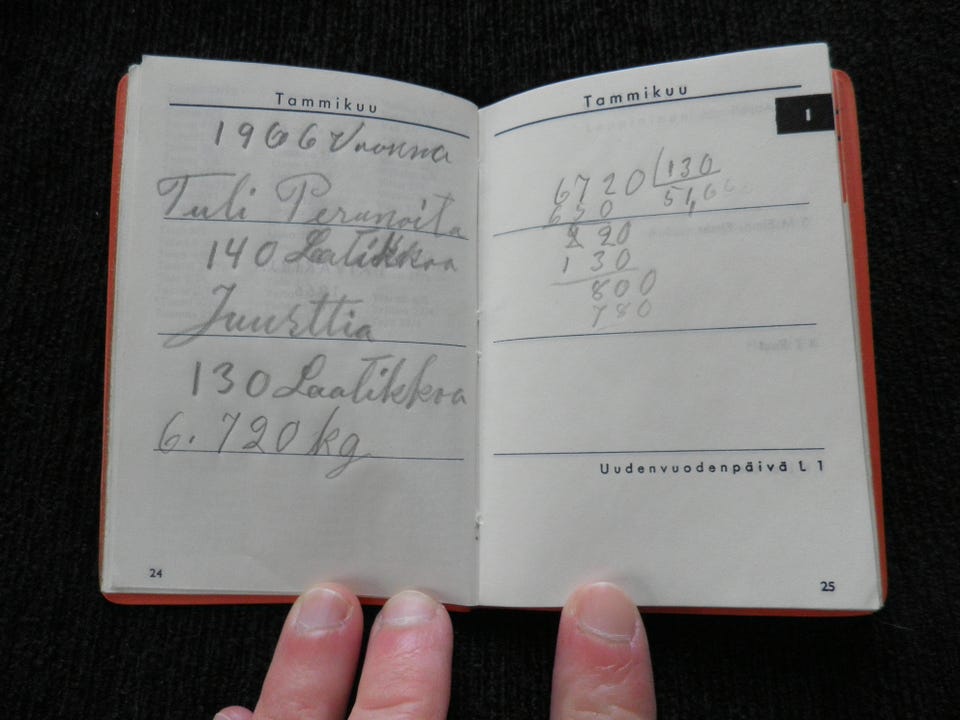 Tammikuu
1966 Vuonna
Tuli Perunoita
140 Laatikkoa
Juurttia
130 Laatikkoa
6.720 kg
24
Tammikuu
1
6720 130
650 51,66
220
130
800
780
Uudenvuodenpäivä L 1
25